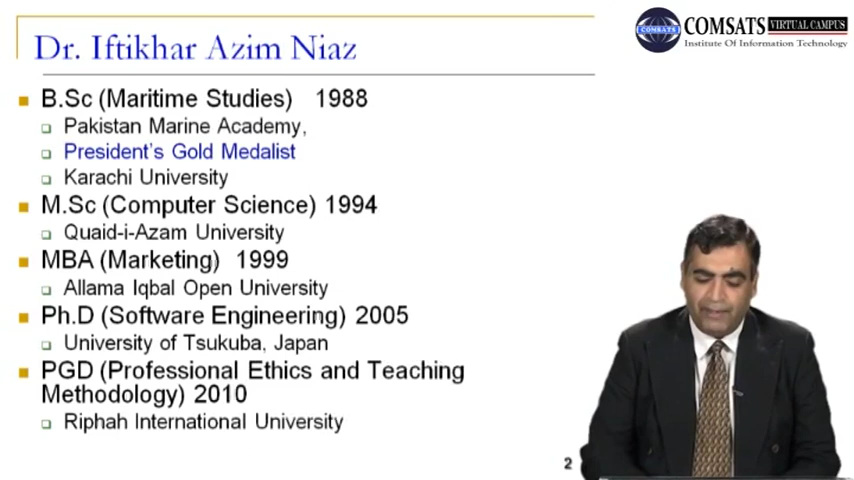 Dr. Iftikhar Azim Niaz
COMSATS VIRTUAL CAMPUS
Institute Of Information Technology
COMSATS
B.Sc (Maritime Studies) 1988
Pakistan Marine Academy,
President's Gold Medalist
Karachi University
M.Sc (Computer Science) 1994
Quaid-i-Azam University
MBA (Marketing) 1999
Allama Iqbal Open University
Ph.D (Software Engineering) 2005
University of Tsukuba, Japan
PGD (Professional Ethics and Teaching
Methodology) 2010
Riphah International University
2